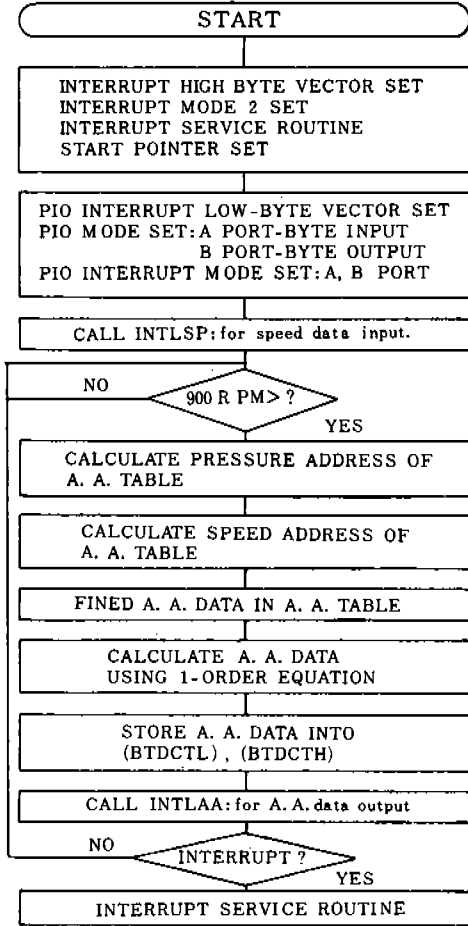 START
INTERRUPT HIGH BYTE VECTOR SET
INTERRUPT MODE 2 SET
INTERRUPT SERVICE ROUTINE
START POINTER SET
PIO INTERRUPT LOW-BYTE VECTOR SET
PIO MODE SET: A PORT-BYTE INPUT
B PORT-BYTE OUTPUT
PIO INTERRUPT MODE SET: A, B PORT
CALL INTLSP: for speed data input.
NO
900 R PM> ?
YES
CALCULATE PRESSURE ADDRESS OF
A. A. TABLE
CALCULATE SPEED ADDRESS OF
A. A. TABLE
FINED A. A. DATA IN A. A. TABLE
CALCULATE A. A. DATA
USING 1-ORDER EQUATION
STORE A. A. DATA INTO
(BTDCTL), (BTDCTH)
CALL INTLAA: for A. A. data output
NO
INTERRUPT ?
YES
INTERRUPT SERVICE ROUTINE